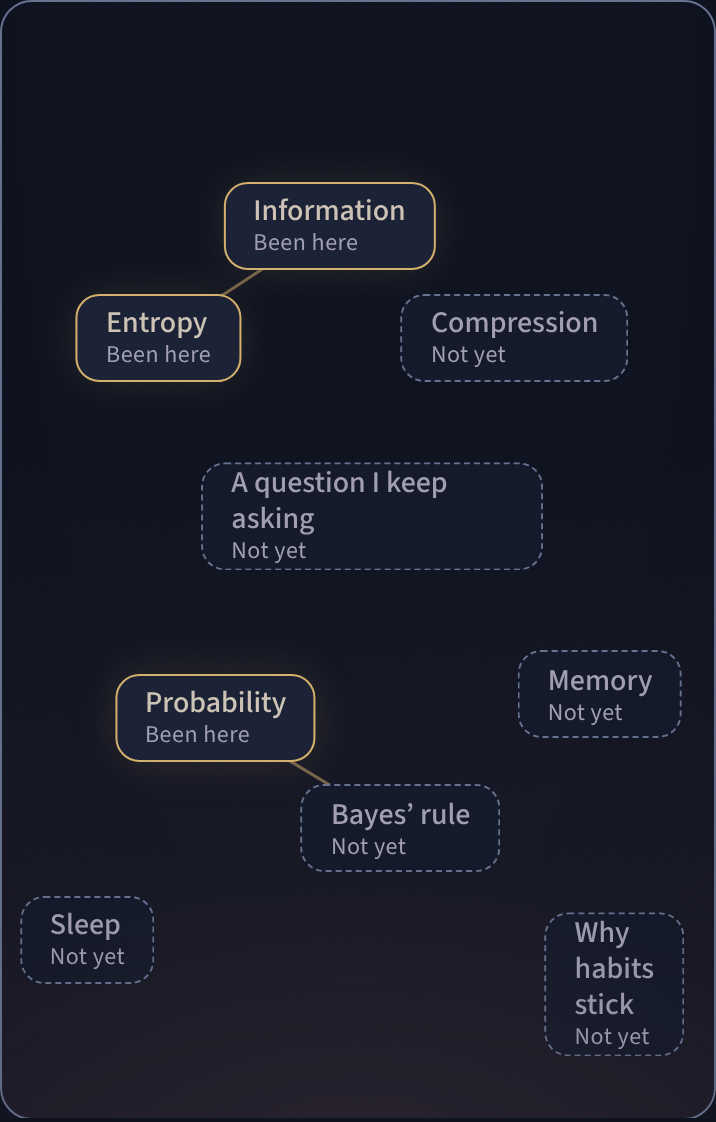 Information
Been here
Entropy
Been here
Compression
Not yet
A question I keep
asking
Not yet
Memory
Not yet
Probability
Been here
Bayes’ rule
Not yet
Sleep
Not yet
Why
habits
stick
Not yet